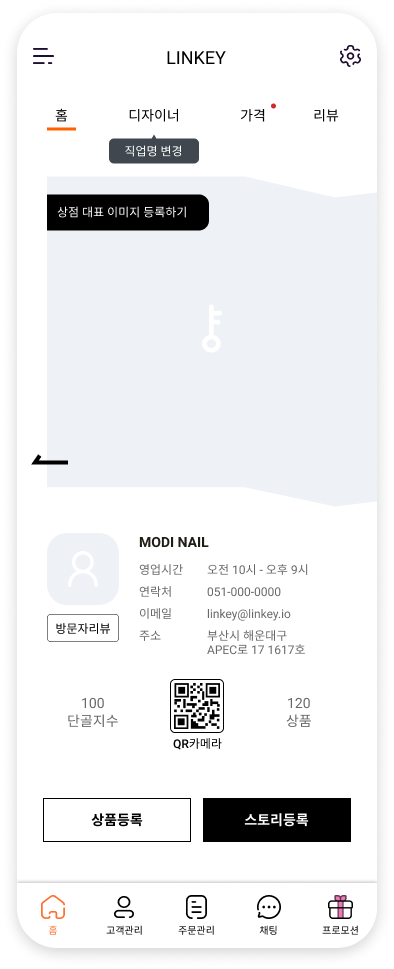 LINKEY
홈 디자이너 가격 리뷰
직업명 변경
상점 대표 이미지 등록하기
MODI NAIL
영업시간 오전 10시 - 오후 9시
연락처 051-000-0000
이메일 linkey@linkey.io
주소 부산시 해운대구
APEC로 17 1617호
방문자리뷰
100
단골지수
QR카메라
120
상품
상품등록 스토리등록
홈 고객관리 주문관리 채팅 프로모션